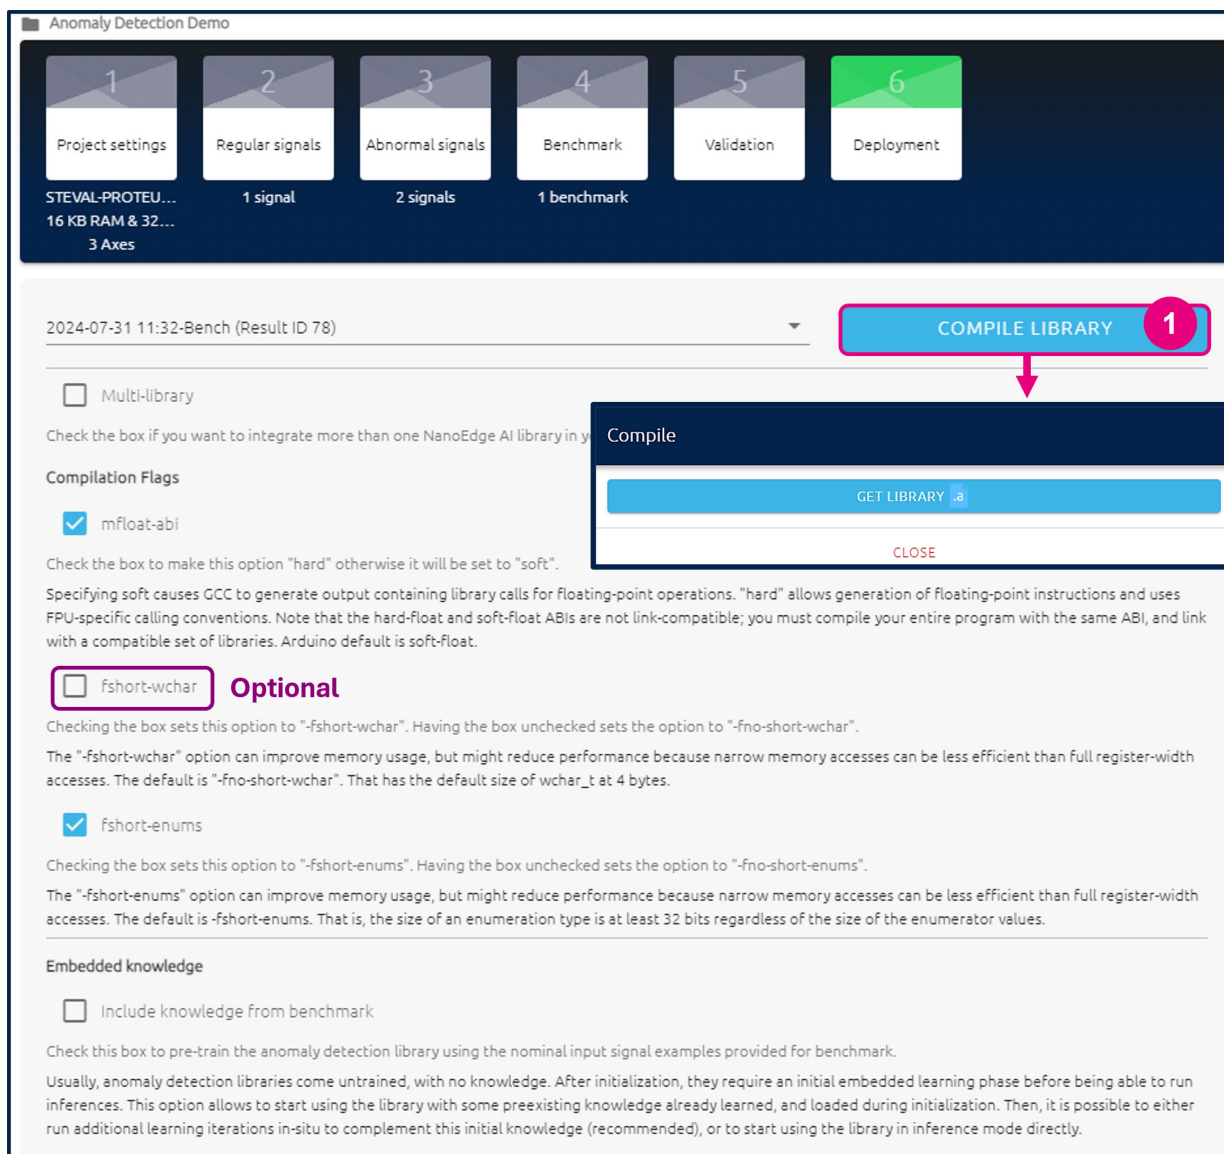 Anomaly Detection Demo
1
2
3
4
5
6
Project settings
Regular signals
Abnormal signals
Benchmark
Validation
Deployment
STEVAL-PROTEU...
1 signal
2 signals
1 benchmark
16 KB RAM & 32...
3 Axes
2024-07-31 11:32-Bench (Result ID 78)
COMPILE LIBRARY
1
Multi-library
Check the box if you want to integrate more than one NanoEdge AI library in y
Compile
GET LIBRARY .a
CLOSE
Compilation Flags
mfloat-abi
Check the box to make this option "hard" otherwise it will be set to "soft".
Specifying soft causes GCC to generate output containing library calls for floating-point operations. "hard" allows generation of floating-point instructions and uses
FPU-specific calling conventions. Note that the hard-float and soft-float ABIs are not link-compatible; you must compile your entire program with the same ABI, and link
with a compatible set of libraries. Arduino default is soft-float.
fshort-wchar
Optional
Checking the box sets this option to "-fshort-wchar". Having the box unchecked sets the option to "-fno-short-wchar".
The "-fshort-wchar" option can improve memory usage, but might reduce performance because narrow memory accesses can be less efficient than full register-width
accesses. The default is "-fno-short-wchar". That has the default size of wchar_t at 4 bytes.
fshort-enums
Checking the box sets this option to "-fshort-enums". Having the box unchecked sets the option to "-fno-short-enums".
The "-fshort-enums" option can improve memory usage, but might reduce performance because narrow memory accesses can be less efficient than full register-width
accesses. The default is -fshort-enums. That is, the size of an enumeration type is at least 32 bits regardless of the size of the enumerator values.
Embedded knowledge
Include knowledge from benchmark
Check this box to pre-train the anomaly detection library using the nominal input signal examples provided for benchmark.
Usually, anomaly detection libraries come untrained, with no knowledge. After initialization, they require an initial embedded learning phase before being able to run
inferences. This option allows to start using the library with some preexisting knowledge already learned, and loaded during initialization. Then, it is possible to either
run additional learning iterations in-situ to complement this initial knowledge (recommended), or to start using the library in inference mode directly.